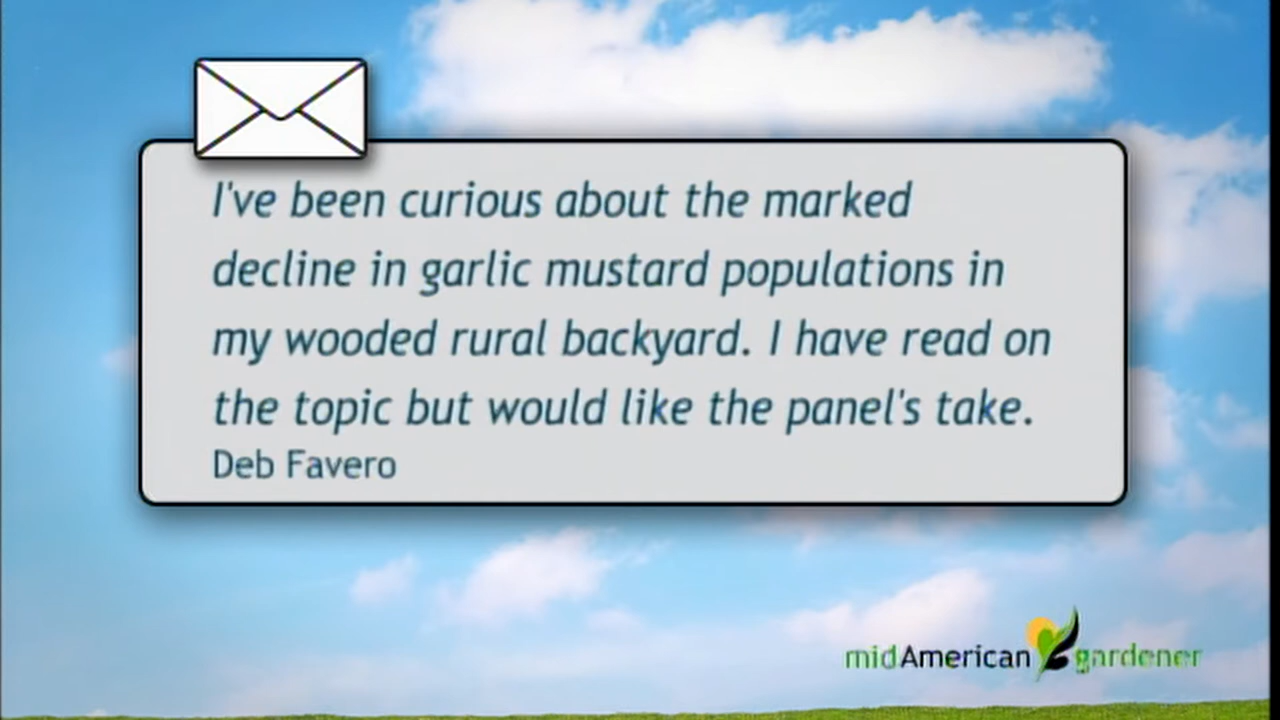 I've been curious about the marked
decline in garlic mustard populations in
my wooded rural backyard. I have read on
the topic but would like the panel's take.
Deb Favero
midAmerican gardener